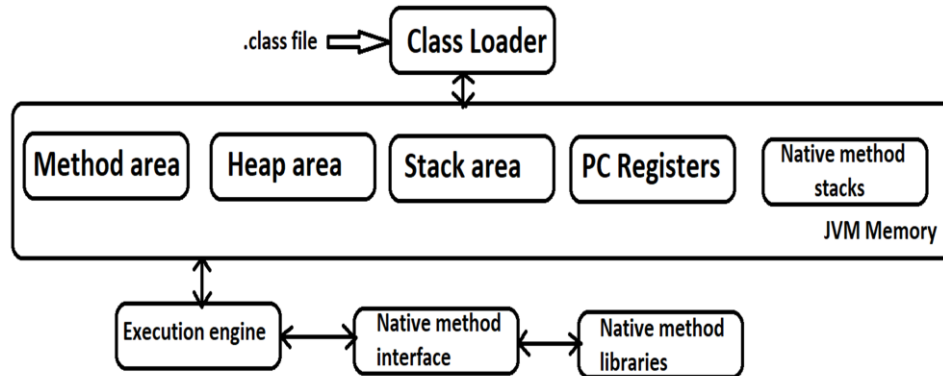 .class file
Class Loader
Method area
Heap area
Stack area
PC Registers
Native method
stacks
JVM Memory
Execution engine
Native method
interface
Native method
libraries